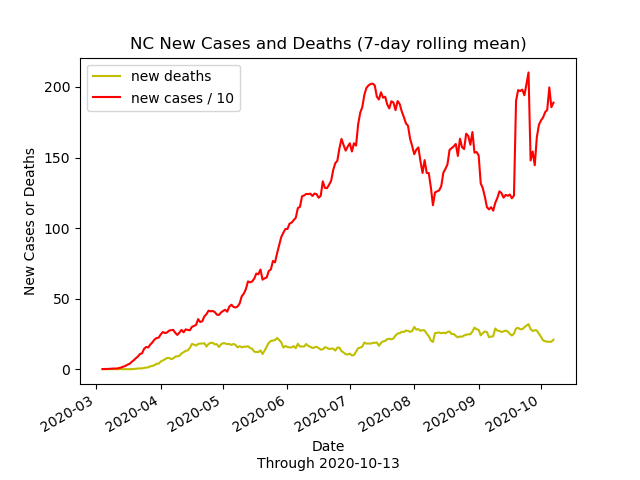 NC New Cases and Deaths (7-day rolling mean)
new deaths
new cases / 10
200
150
100
50
0
New Cases or Deaths
2020-03
2020-04
2020-05
2020-06
2020-07
2020-08
2020-09
2020-10
Date
Through 2020-10-13